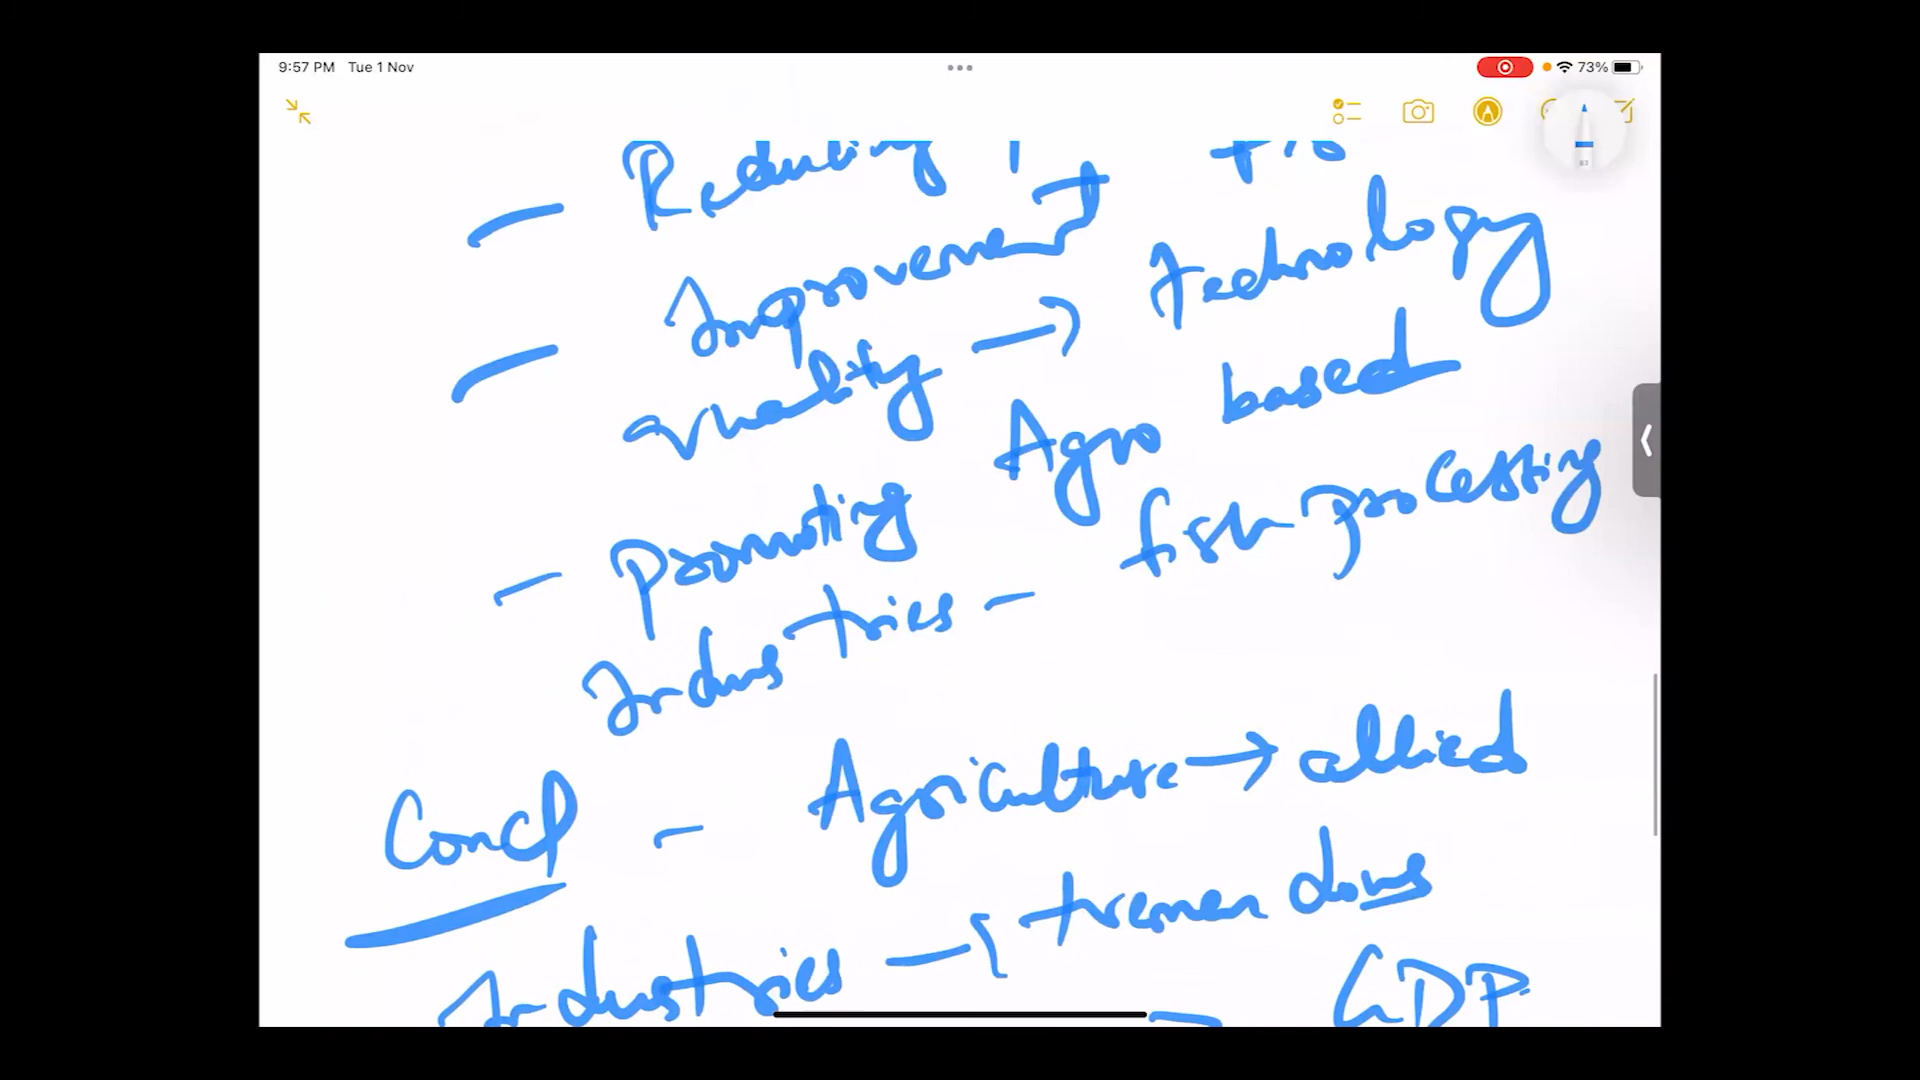 9:57 PM Tue 1 Nov
73%
- Reducing
- Improvement
quality → Technology
- promoting Agro based
Industries - fish processing
Concl - Agriculture → allied
Industries → tremendous
- GDP